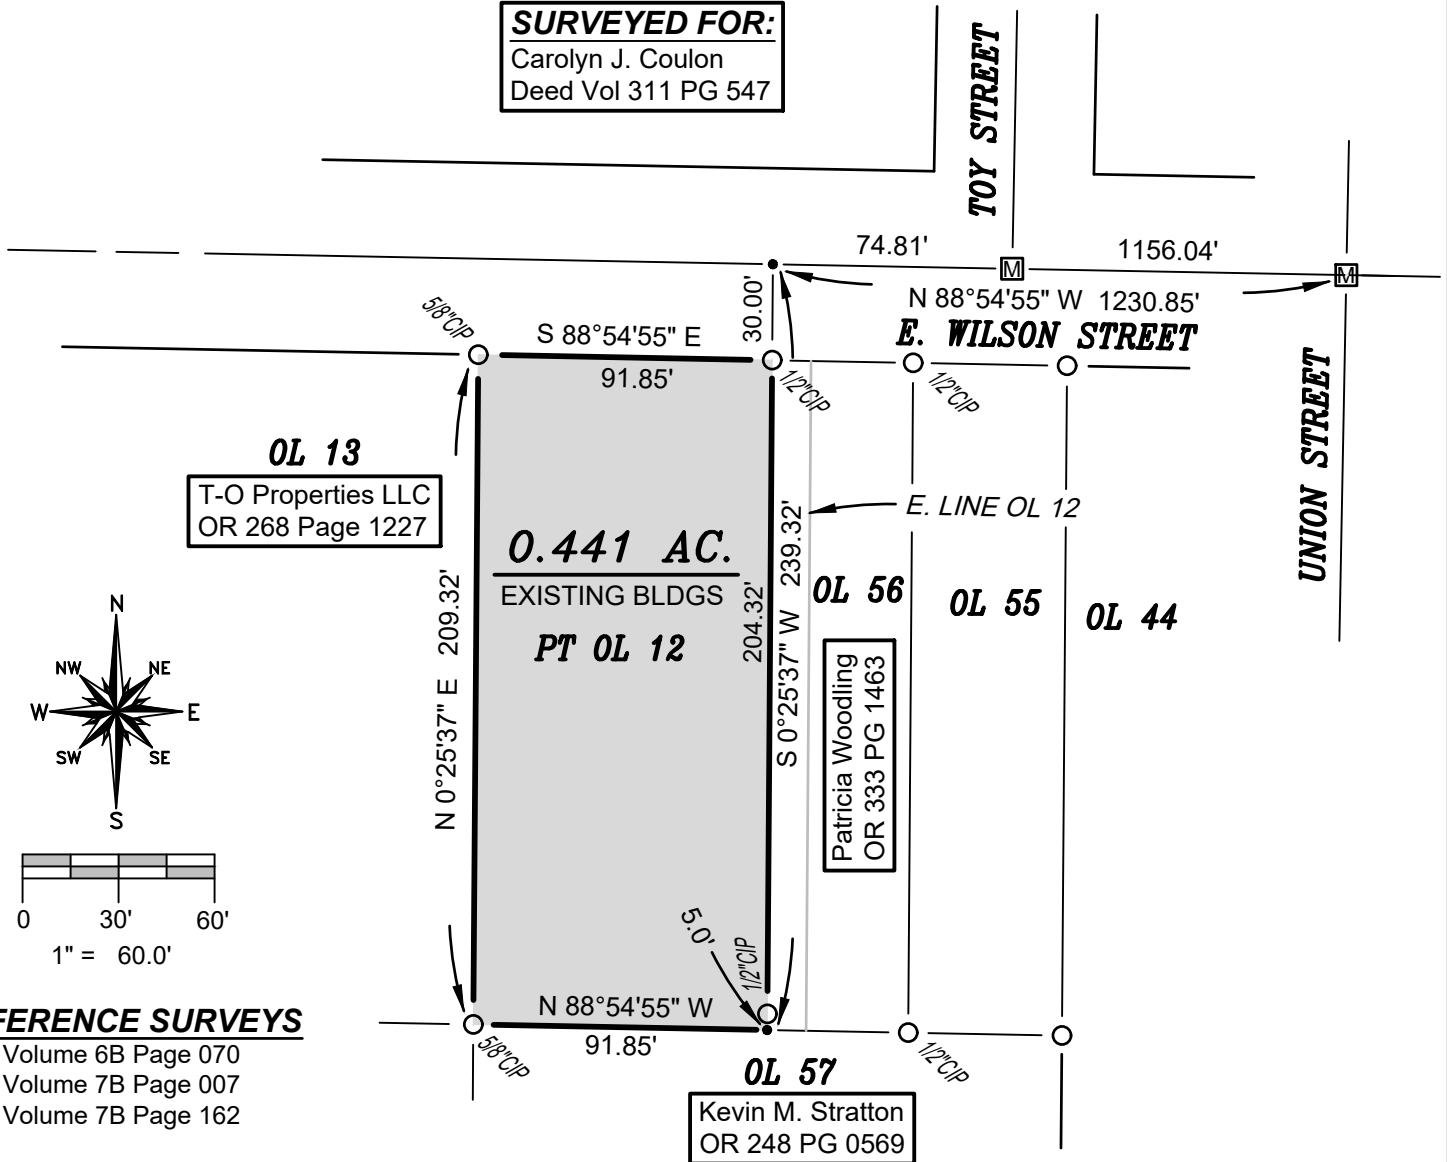 SURVEYED FOR:
Carolyn J. Coulon
Deed Vol 311 PG 547
TOY STREET
74.81'
1156.04'
M
M
N 88°54'55" W 1230.85'
30.00'
E. WILSON STREET
5/8"CIP
S 88°54'55" E
91.85'
1/2"CIP
1/2"CIP
UNION STREET
OL 13
T-O Properties LLC
OR 268 Page 1227
E. LINE OL 12
0.441 AC.
EXISTING BLDGS
PT OL 12
N 0°25'37" E 209.32'
204.32'
S 0°25'37" W 239.32'
OL 56
OL 55
OL 44
Patricia Woodling
OR 333 PG 1463
N
NW
NE
W
E
SW
SE
S
0
30'
60'
1" = 60.0'
5.0'
1/2"CIP
N 88°54'55" W
91.85'
5/8"CIP
1/2"CIP
FERENCE SURVEYS
Volume 6B Page 070
Volume 7B Page 007
Volume 7B Page 162
OL 57
Kevin M. Stratton
OR 248 PG 0569